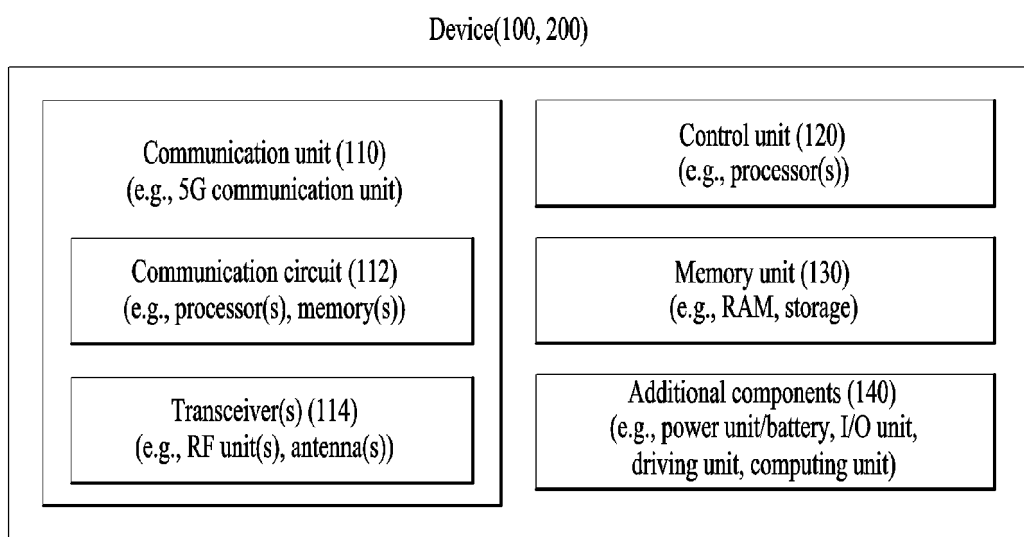 Device(100, 200)
Communication unit (110)
(e.g., 5G communication unit)
Communication circuit (112)
(e.g., processor(s), memory(s))
Transceiver(s) (114)
(e.g., RF unit(s), antenna(s))
Control unit (120)
(e.g., processor(s))
Memory unit (130)
(e.g., RAM, storage)
Additional components (140)
(e.g., power unit/battery, I/O unit,
driving unit, computing unit)